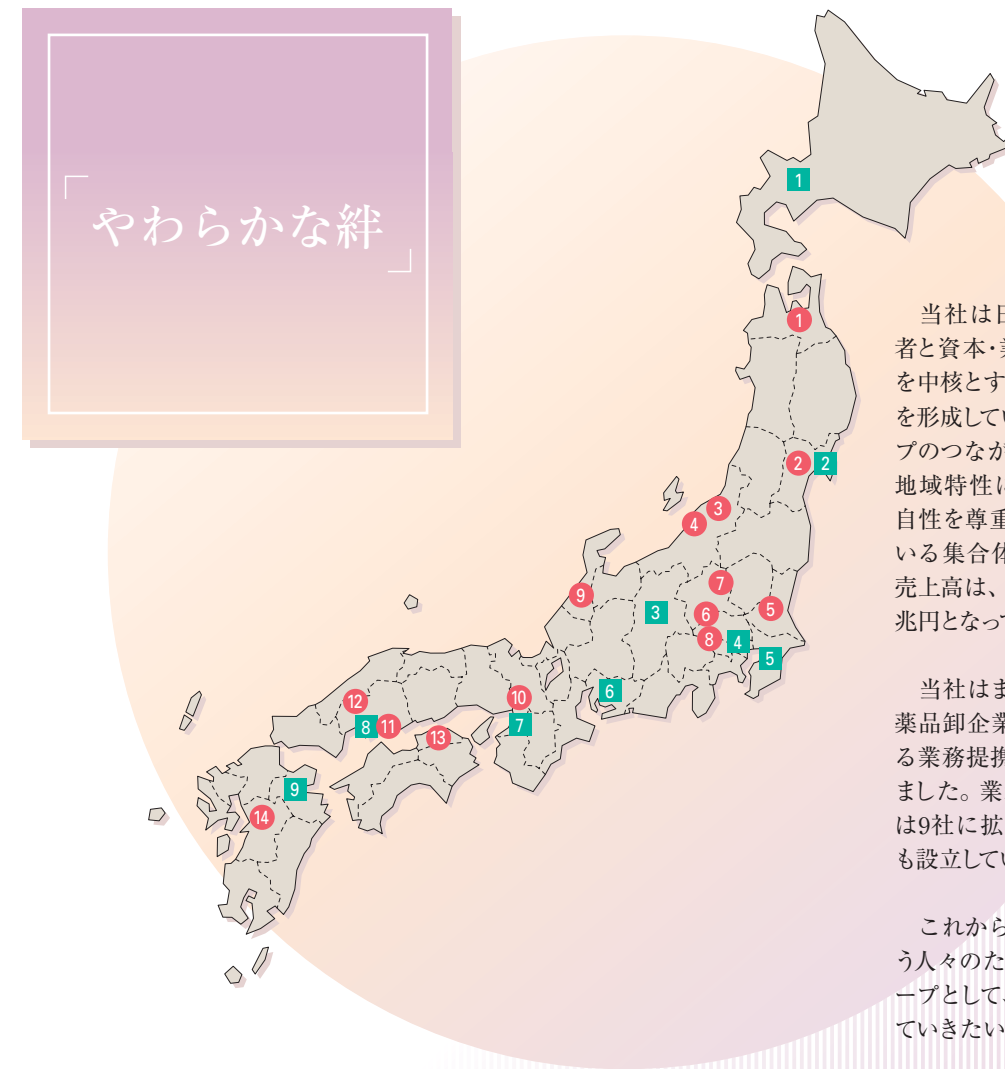 「やわらかな絆」
1
1
2 2
3
4
9
7
3
6
5
8
4
5
6
12
10
8
11
7
13
9
14
当社は日
者と資本・業
を中核とす
を形成してい
プのつなが
地域特性に
自性を尊重
いる集合体
売上高は、
兆円となって
当社はま
薬品卸企業
る業務提携
ました。業
は9社に拡
も設立してい
これから
う人々のた
ープとして、
ていきたい